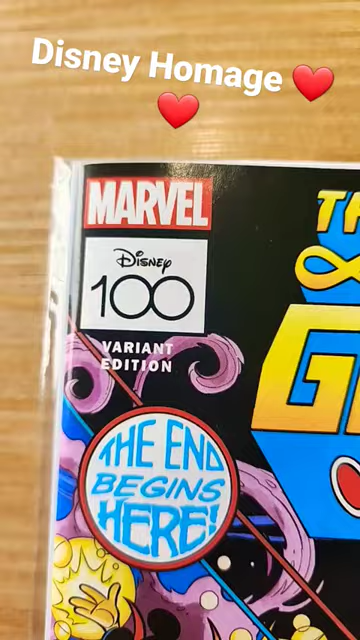 Disney Homage ❤️
❤️
MARVEL
Disney
100
VARIANT
EDITION
THE END
BEGINS
HERE!